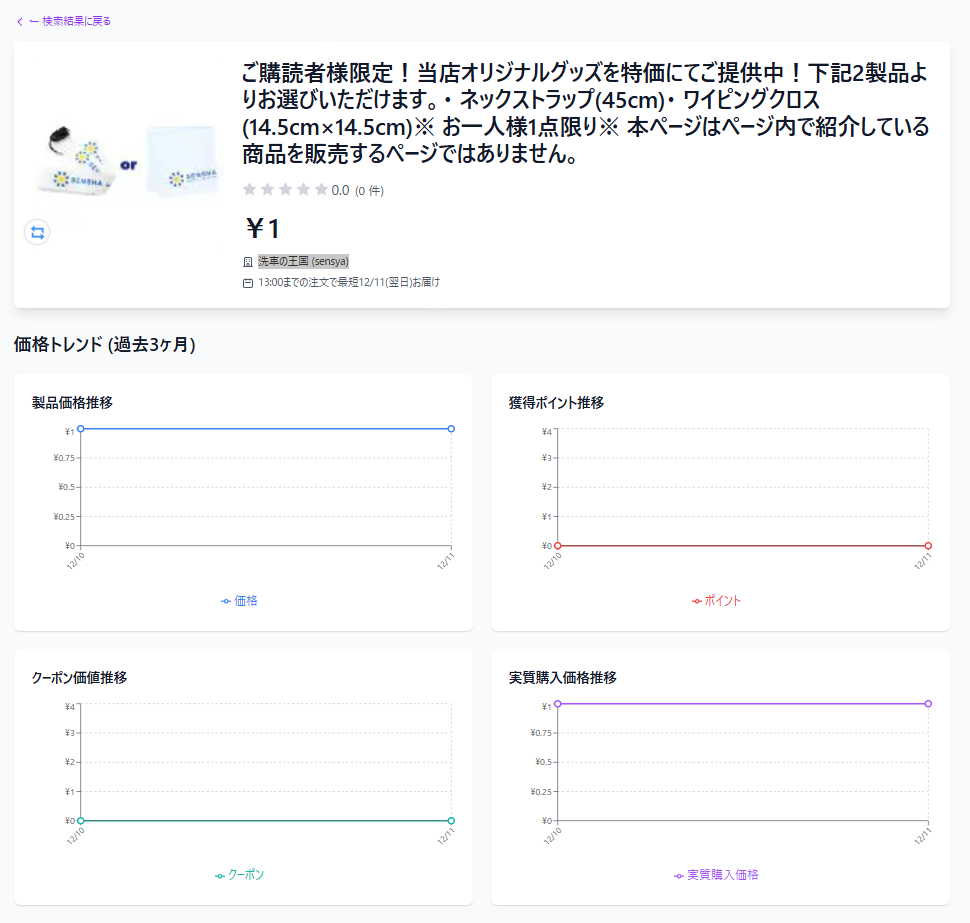 ← 検索結果に戻る
ご購読者様限定！当店オリジナルグッズを特価にてご提供中！下記2製品よ
りお選びいただけます。・ ネックストラップ(45cm)・ ワイピングクロス
(14.5cm×14.5cm)※ お一人様1点限り※ 本ページはページ内で紹介している
商品を販売するページではありません。
SENSHA or SENSHA
0.0 (0 件)
￥1
洗車の王国 (sensya)
13:00までの注文で最短12/11(翌日)お届け
価格トレンド (過去3ヶ月)
製品価格推移
¥1
¥0.75
¥0.5
¥0.25
¥0
12/10
12/11
価格
獲得ポイント推移
¥4
¥3
¥2
¥1
¥0
12/10
12/11
ポイント
クーポン価値推移
¥4
¥3
¥2
¥1
¥0
12/10
12/11
クーポン
実質購入価格推移
¥1
¥0.75
¥0.5
¥0.25
¥0
12/10
12/11
実質購入価格